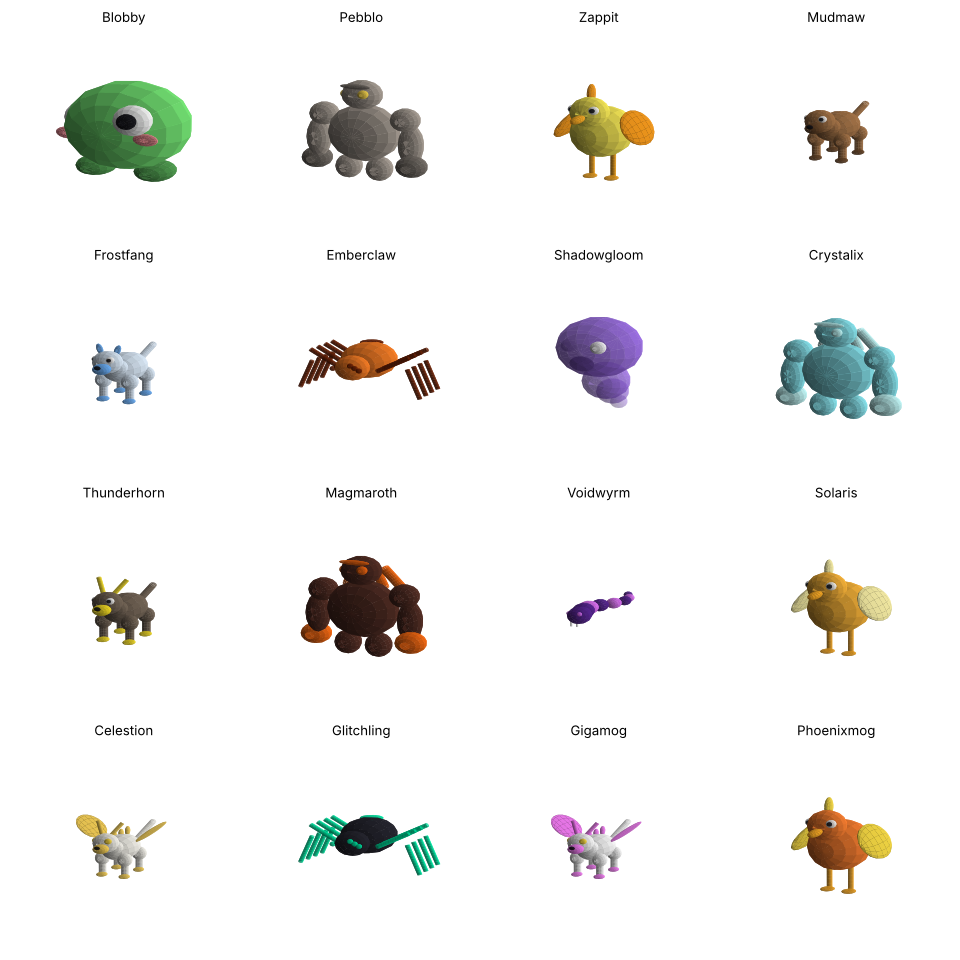 Blobby
Pebblo
Zappit
Mudmaw
Frostfang
Emberclaw
Shadowgloom
Crystalix
Thunderhorn
Magmaroth
Voidwyrm
Solaris
Celestion
Glitchling
Gigamog
Phoenixmog